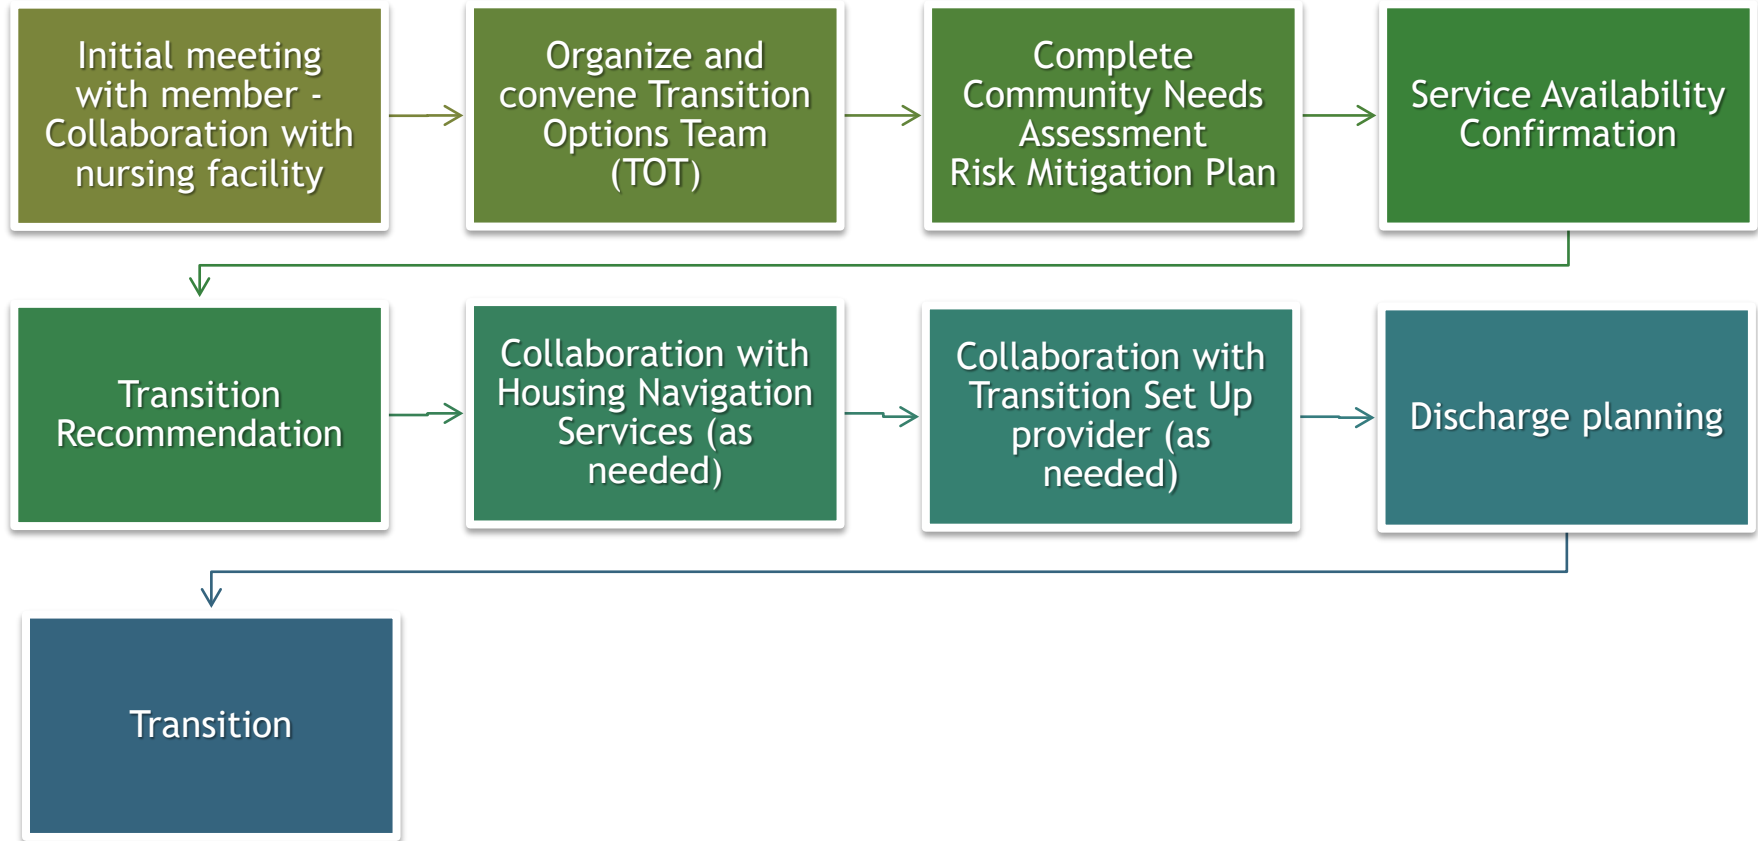 Initial meeting
with member -
Collaboration with
nursing facility
Organize and
convene Transition
Options Team
(TOT)
Complete
Community Needs
Assessment
Risk Mitigation Plan
Service Availability
Confirmation
Transition
Recommendation
Collaboration with
Housing Navigation
Services (as
needed)
Collaboration with
Transition Set Up
provider (as
needed)
Discharge planning
Transition